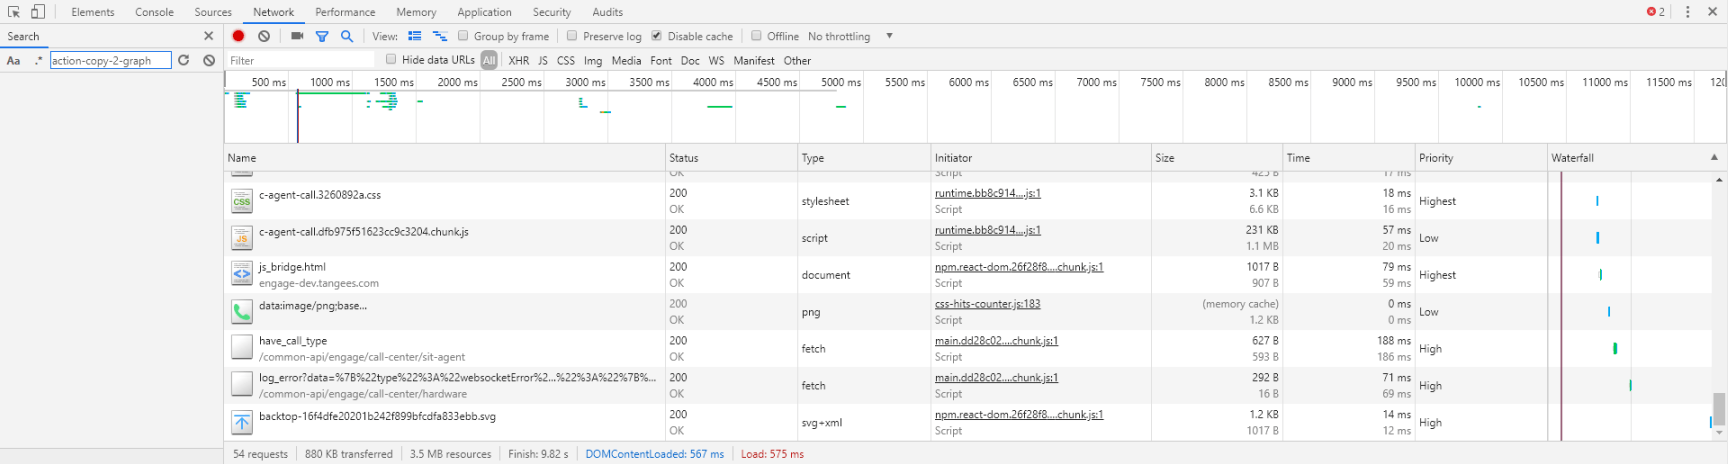 Elements Console Sources Network Performance Memory Application Security Audits 2
Search
View: Group by frame Preserve log Disable cache Offline No throttling
Aa .* action-copy-2-graph
Filter Hide data URLs All XHR JS CSS Img Media Font Doc WS Manifest Other
500 ms 1000 ms 1500 ms 2000 ms 2500 ms 3000 ms 3500 ms 4000 ms 4500 ms 5000 ms 5500 ms 6000 ms 6500 ms 7000 ms 7500 ms 8000 ms 8500 ms 9000 ms 9500 ms 10000 ms 10500 ms 11000 ms 11500 ms 120
Name Status Type Initiator Size Time Priority Waterfall
OK Script 425 B 17 ms
c-agent-call.3260892a.css 200 OK stylesheet runtime.bb8c914....js:1 Script 3.1 KB 6.6 KB 18 ms 16 ms Highest
c-agent-call.dfb975f51623cc9c3204.chunk.js 200 OK script runtime.bb8c914....js:1 Script 231 KB 1.1 MB 57 ms 20 ms Low
js_bridge.html engage-dev.tangees.com 200 OK document npm.react-dom.26f28f8....chunk.js:1 Script 1017 B 907 B 79 ms 59 ms Highest
data:image/png;base... 200 OK png css-hits-counter.js:183 Script (memory cache) 1.2 KB 0 ms 0 ms Low
have_call_type /common-api/engage/call-center/sit-agent 200 OK fetch main.dd28c02....chunk.js:1 Script 627 B 593 B 188 ms 186 ms High
log_error?data=%7B%22type%22%3A%22websocketError%2...%22%3A%22%7B%... /common-api/engage/call-center/hardware 200 OK fetch main.dd28c02....chunk.js:1 Script 292 B 16 B 71 ms 69 ms High
backtop-16f4dfe20201b242f899bfcdfa833ebb.svg 200 OK svg+xml npm.react-dom.26f28f8....chunk.js:1 Script 1.2 KB 1017 B 14 ms 12 ms High
54 requests 880 KB transferred 3.5 MB resources Finish: 9.82 s DOMContentLoaded: 567 ms Load: 575 ms